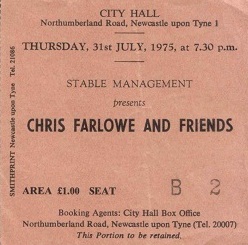 CITY HALL
Northumberland Road, Newcastle upon Tyne 1
THURSDAY, 31st JULY, 1975, at 7.30 p.m.
STABLE MANAGEMENT
presents
CHRIS FARLOWE AND FRIENDS
AREA £1.00 SEAT B 2
Booking Agents: City Hall Box Office
Northumberland Road, Newcastle upon Tyne (Tel. 20007)
This Portion to be retained.
SMITHPRINT Newcastle upon Tyne Tel. 21086